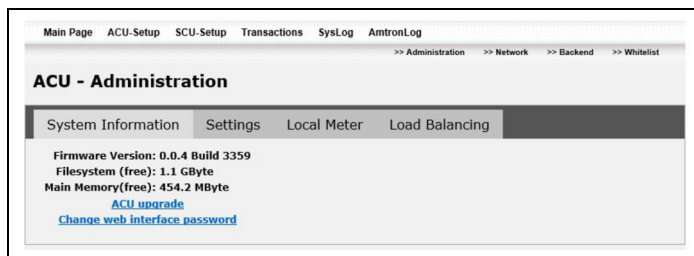 Main Page ACU-Setup SCU-Setup Transactions SysLog AmtronLog
>> Administration >> Network >> Backend >> Whitelist
ACU - Administration
System Information Settings Local Meter Load Balancing
Firmware Version: 0.0.4 Build 3359
Filesystem (free): 1.1 GByte
Main Memory(free): 454.2 MByte
ACU upgrade
Change web interface password